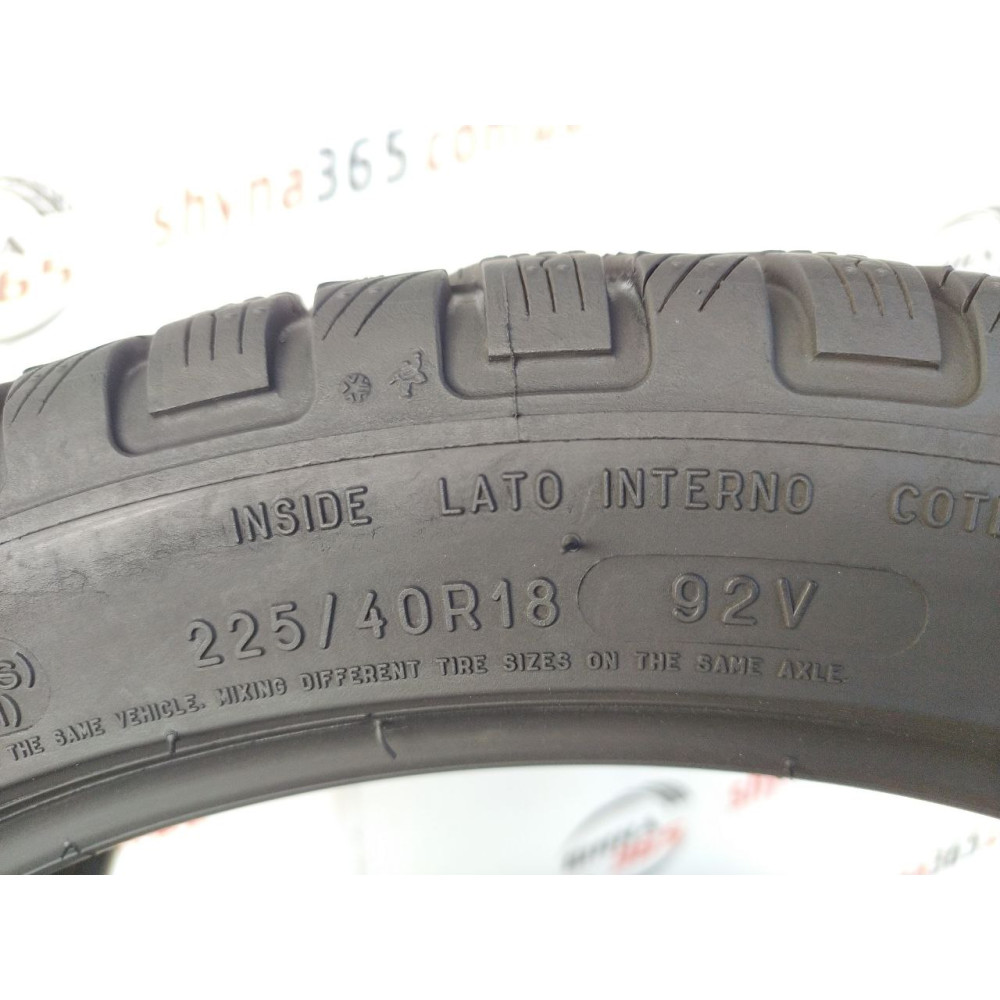 shyna365.com
INSIDE LATO INTERNO
225/40R18 92V
THE SAME VEHICLE. MIXING DIFFERENT TIRE SIZES ON THE SAME AXLE